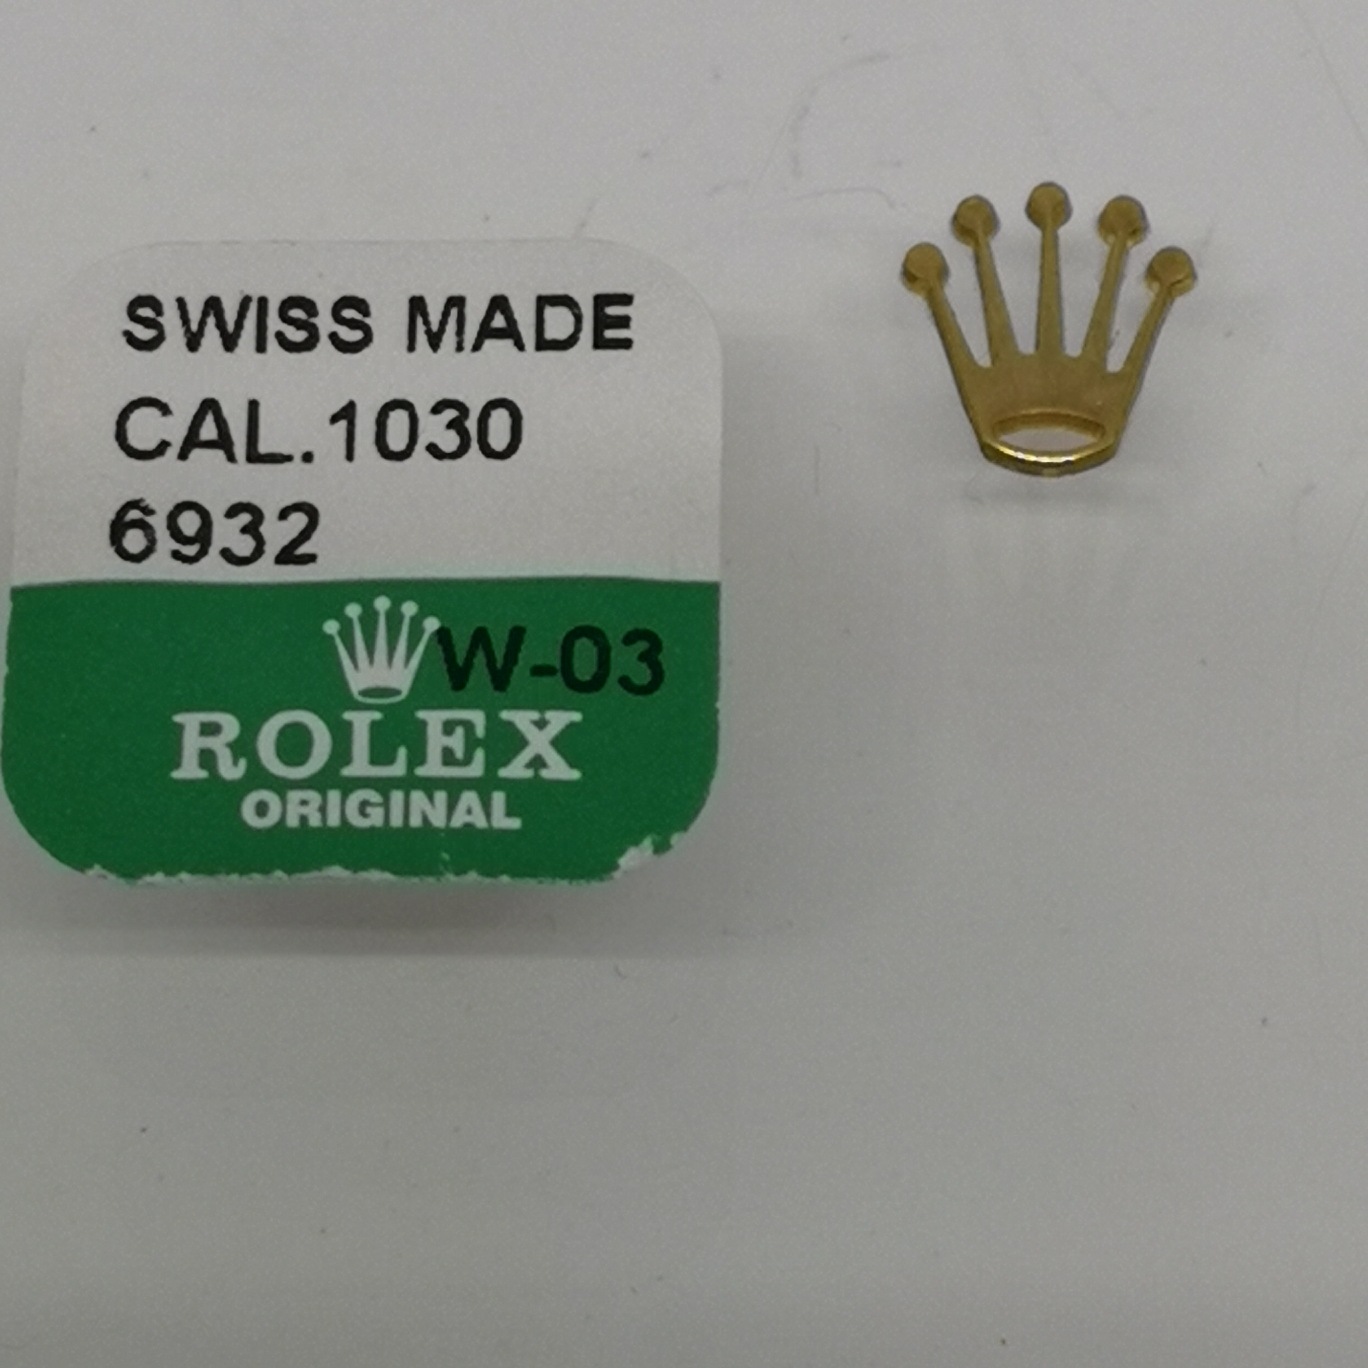 SWISS MADE
CAL.1030
6932
W-03
ROLEX
ORIGINAL